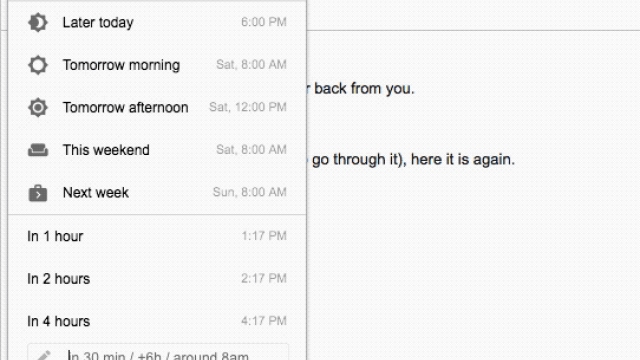 Later today 6:00 PM
Tomorrow morning Sat, 8:00 AM
back from you.
Tomorrow afternoon Sat, 12:00 PM
This weekend Sat, 8:00 AM
go through it), here it is again.
Next week Sun, 8:00 AM
In 1 hour 1:17 PM
In 2 hours 2:17 PM
In 4 hours 4:17 PM
In 30 min / +6h / around 8am